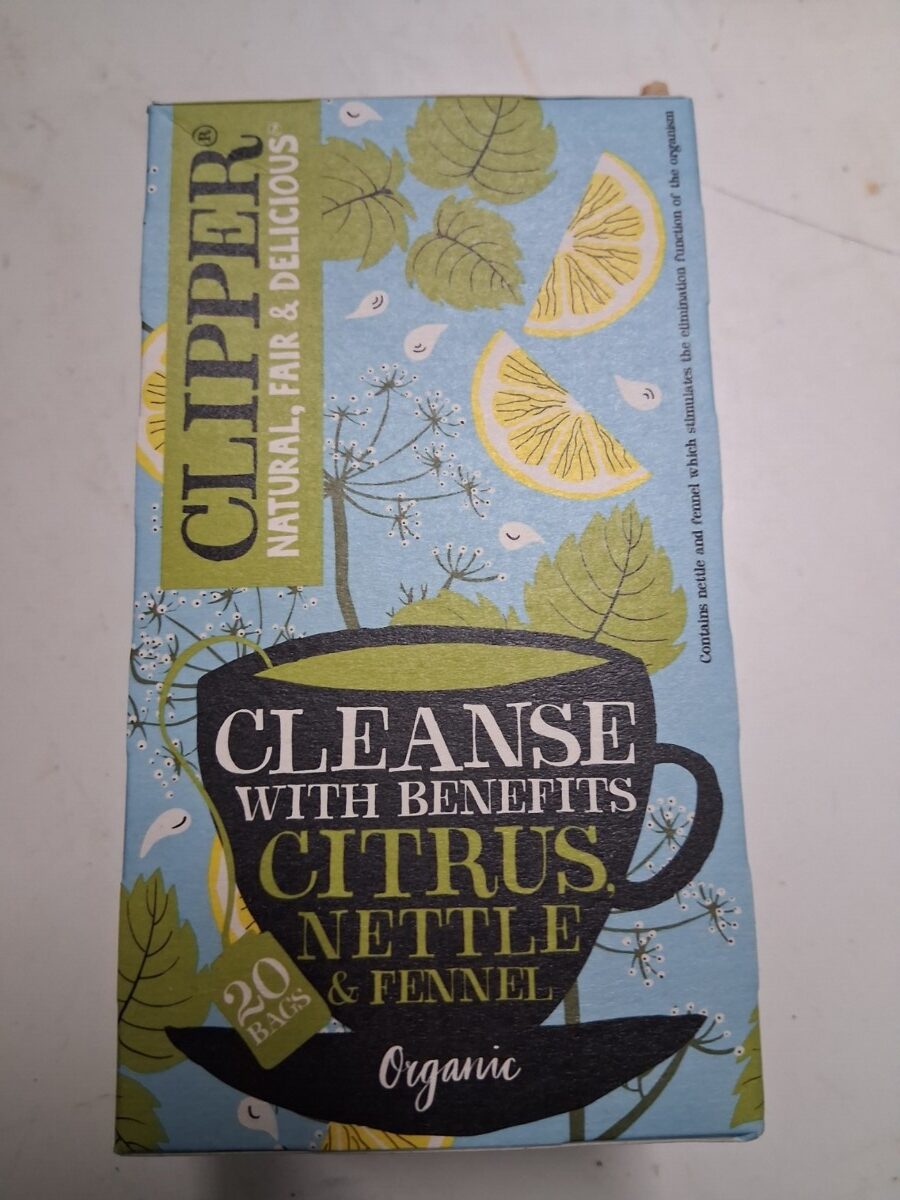 CLIPPER®
NATURAL, FAIR & DELICIOUS™
Contains nettle and fennel which stimulates the elimination function of the organism
CLEANSE
WITH BENEFITS
CITRUS,
NETTLE
& FENNEL
20
BAGS
Organic